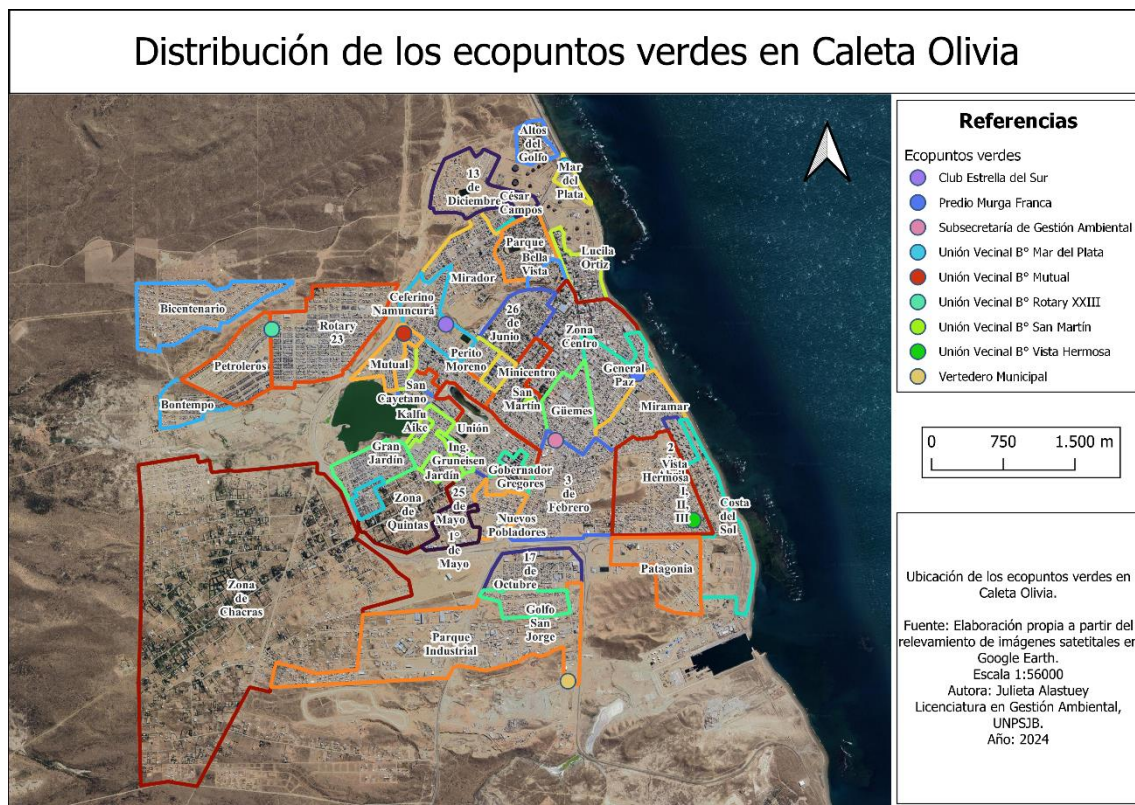 Distribución de los ecopuntos verdes en Caleta Olivia
Altos
del
Golfo
Mar
del
Plata
13
de
Diciembre
César
Campos
Parque
Bella
Vista
Lucila
Ortiz
Mirador
Bicentenario
Ceferino
Namuncurá
26
de
Junio
Zona
Centro
Rotary
23
Petroleros
Perito
Moreno
Mutual
Minicentro
General
Paz
Bontempo
San
Cayetano
San
Martín
Güemes
Miramar
Kalfu
Aike
Unión
Gran
Jardín
Ing.
Gruneisen
Jardín
Gobernador
Gregores
2
Vista
Hermosa
I,
II,
III
3
de
Febrero
Costa
del
Sol
Zona
de
Quintas
25
de
Mayo
1°
de
Mayo
Nuevos
Pobladores
17
de
Octubre
Patagonia
Zona
de
Chacras
Golfo
San
Jorge
Parque
Industrial
Referencias
Ecopuntos verdes
Club Estrella del Sur
Predio Murga Franca
Subsecretaría de Gestión Ambiental
Unión Vecinal B° Mar del Plata
Unión Vecinal B° Mutual
Unión Vecinal B° Rotary XXIII
Unión Vecinal B° San Martín
Unión Vecinal B° Vista Hermosa
Vertedero Municipal
0 750 1.500 m
Ubicación de los ecopuntos verdes en
Caleta Olivia.
Fuente: Elaboración propia a partir del
relevamiento de imágenes satetitales en
Google Earth.
Escala 1:56000
Autora: Julieta Alastuey
Licenciatura en Gestión Ambiental,
UNPSJB.
Año: 2024